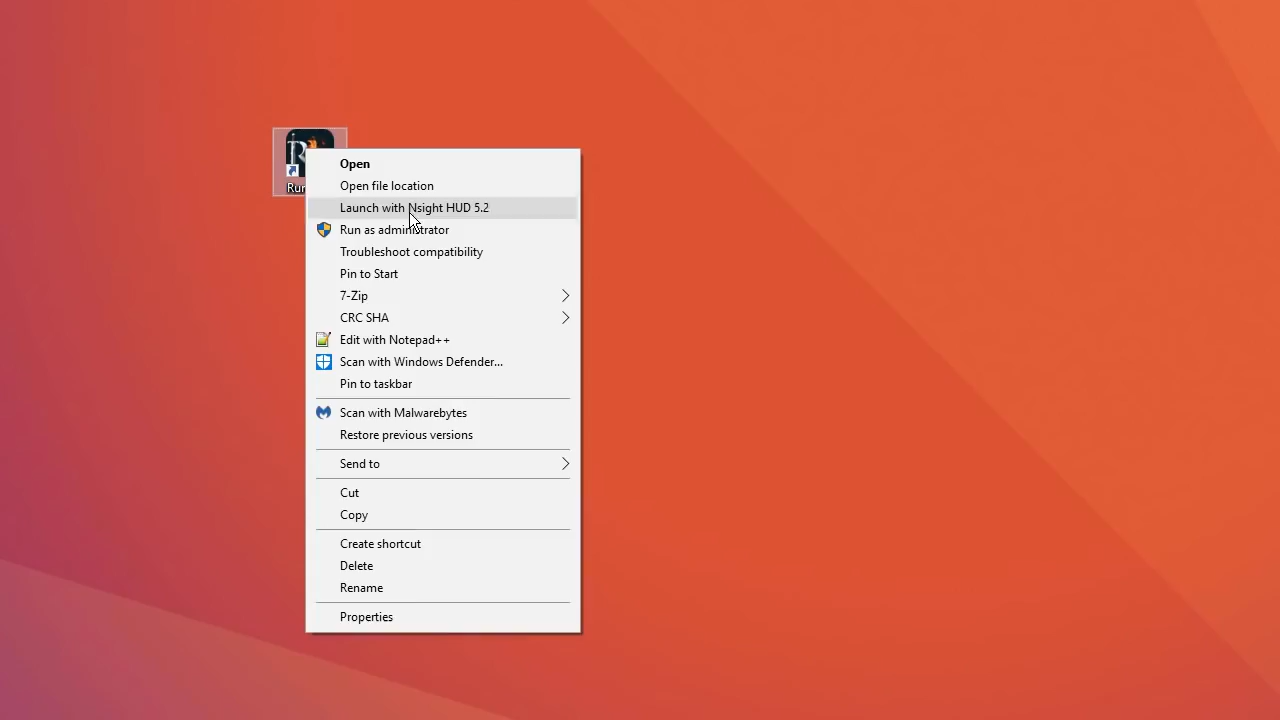 Open
Open file location
Launch with Nsight HUD 5.2
Run as administrator
Troubleshoot compatibility
Pin to Start
7-Zip
CRC SHA
Edit with Notepad++
Scan with Windows Defender...
Pin to taskbar
Scan with Malwarebytes
Restore previous versions
Send to
Cut
Copy
Create shortcut
Delete
Rename
Properties